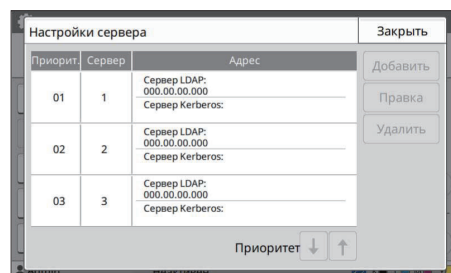 Настройки сервера
Закрыть
Приорит. Сервер Адрес
Добавить
01 1 Сервер LDAP:
000.00.00.000
Сервер Kerberos:
Правка
Удалить
02 2 Сервер LDAP:
000.00.00.000
Сервер Kerberos:
03 3 Сервер LDAP:
000.00.00.000
Сервер Kerberos:
Приоритет